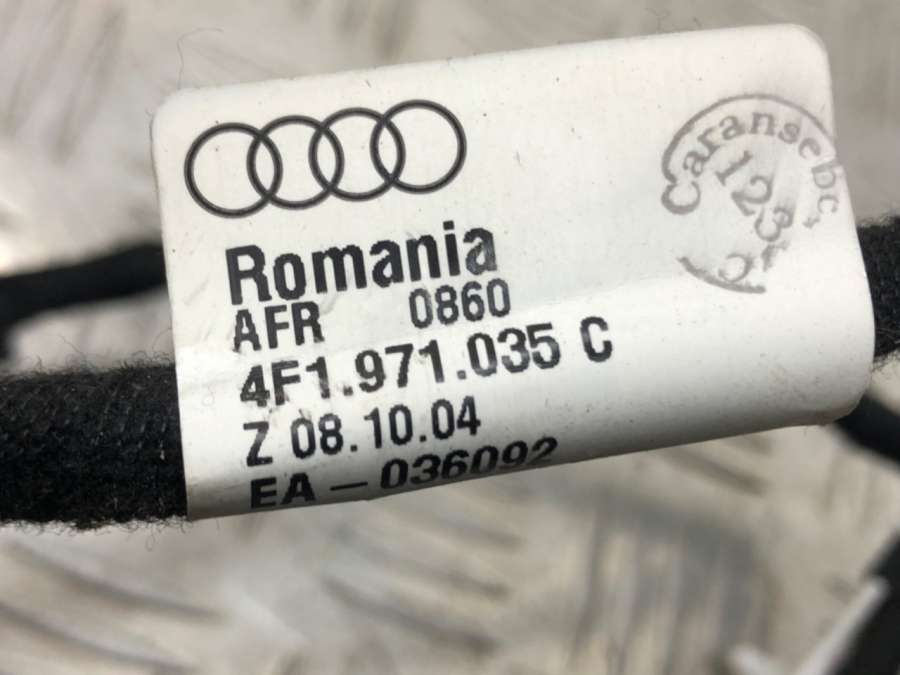 Romania
AFR 0860
4F1.971.035 C
Z 08.10.04
EA - 036092
Caransebe
123